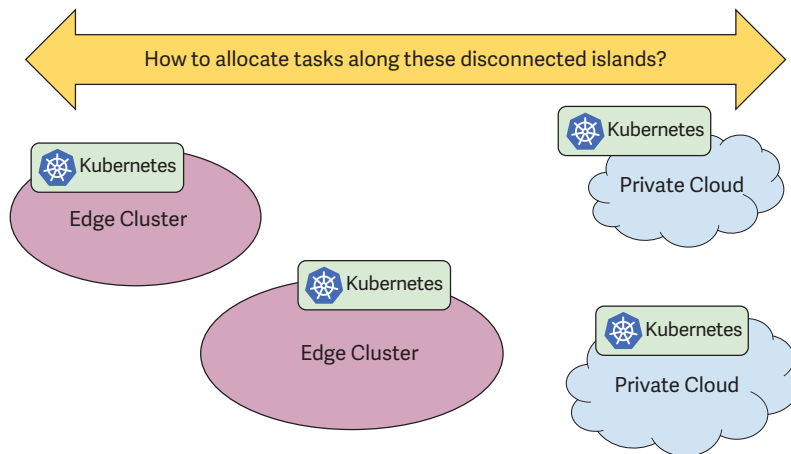 How to allocate tasks along these disconnected islands?
Kubernetes
Private Cloud
Kubernetes
Edge Cluster
Kubernetes
Edge Cluster
Kubernetes
Private Cloud